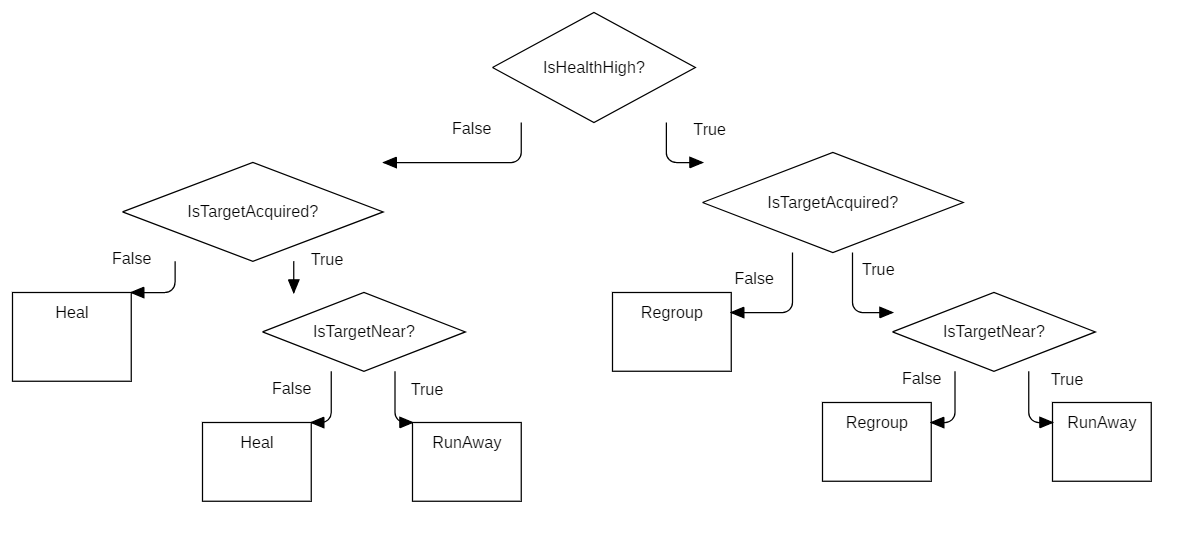 IsHealthHigh?
False
True
IsTargetAcquired?
IsTargetAcquired?
False
True
False
True
Heal
IsTargetNear?
Regroup
IsTargetNear?
False
True
False
True
Heal
RunAway
Regroup
RunAway